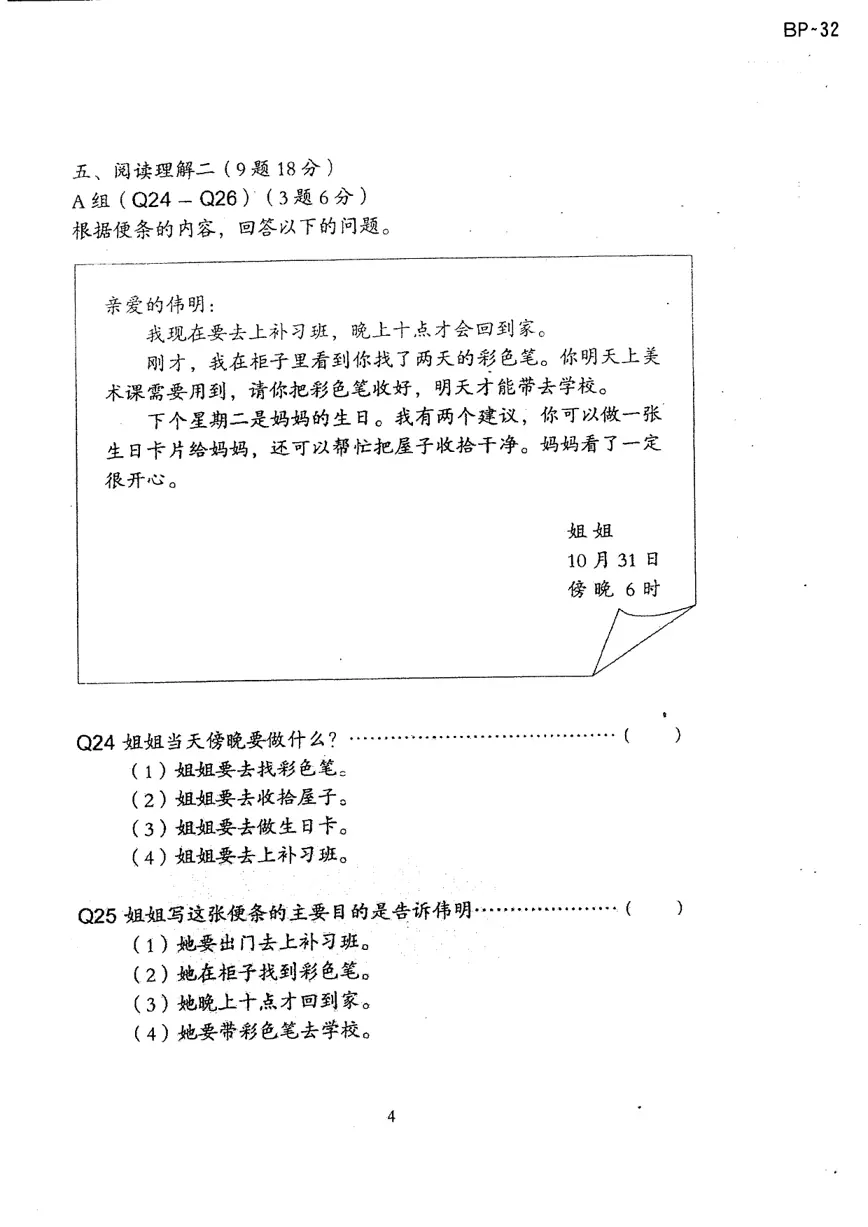 BP-32
五、阅读理解二（9题18分）
A组（Q24 – Q26）（3题6分）
根据便条的内容，回答以下的问题。
亲爱的伟明：
我现在要去上补习班，晚上十点才会回到家。
刚才，我在柜子里看到你找了两天的彩色笔。你明天上美
术课需要用到，请你把彩色笔收好，明天才能带去学校。
下个星期二是妈妈的生日。我有两个建议，你可以做一张
生日卡片给妈妈，还可以帮忙把屋子收拾干净。妈妈看了一定
很开心。
姐姐
10月31日
傍晚 6时
Q24 姐姐当天傍晚要做什么？……………………………………（ ）
（1）姐姐要去找彩色笔。
（2）姐姐要去收拾屋子。
（3）姐姐要去做生日卡。
（4）姐姐要去上补习班。
Q25 姐姐写这张便条的主要目的是告诉伟明…………………（ ）
（1）她要出门去上补习班。
（2）她在柜子找到彩色笔。
（3）她晚上十点才回到家。
（4）她要带彩色笔去学校。
4